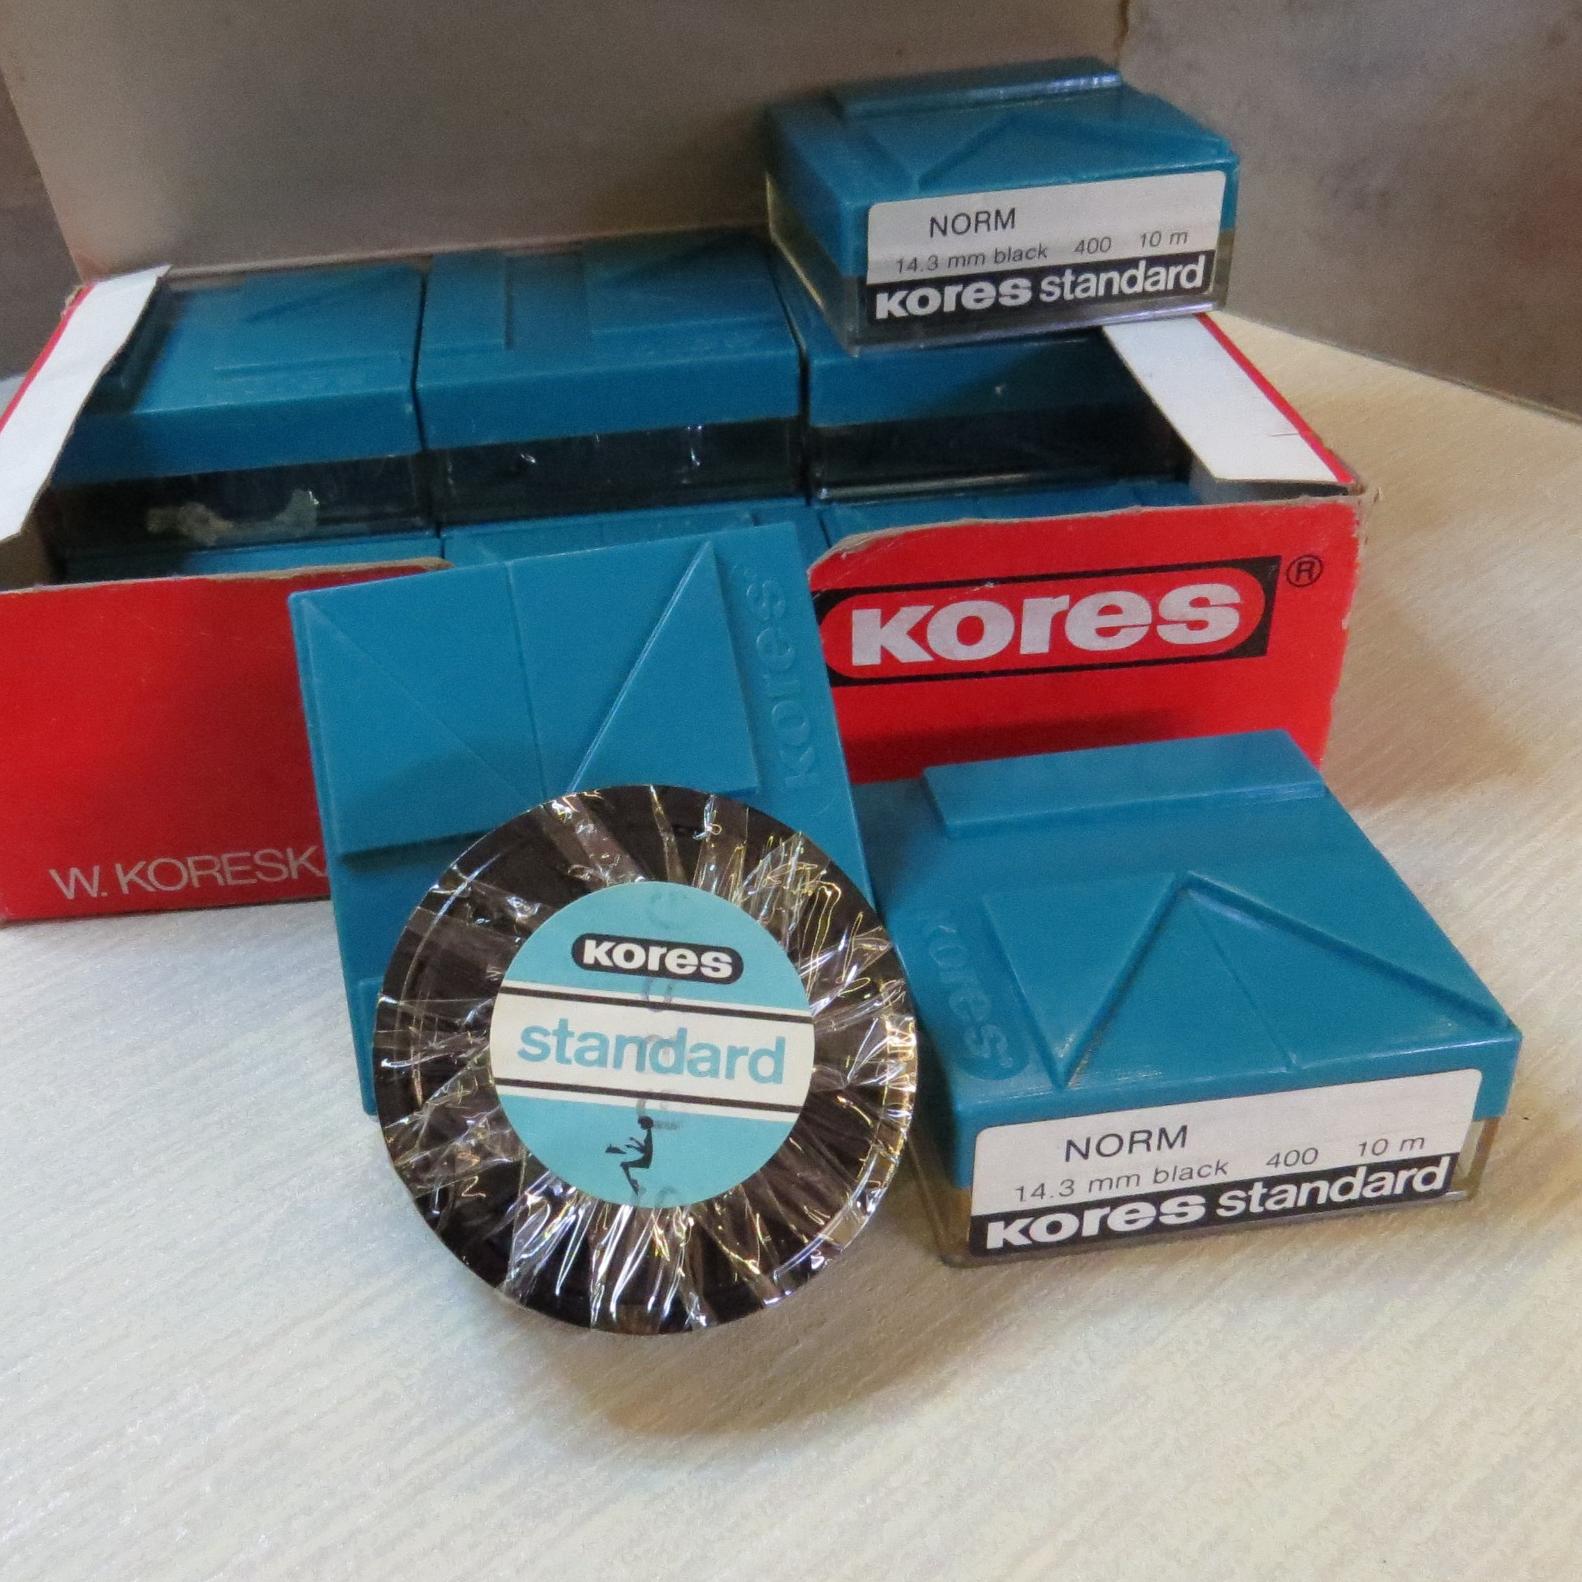 NORM
14.3 mm black 400 10 m
Kores standard
Kores ®
Kores
W. KORESK
Kores
Kores
standard
NORM
14.3 mm black 400 10 m
Kores standard